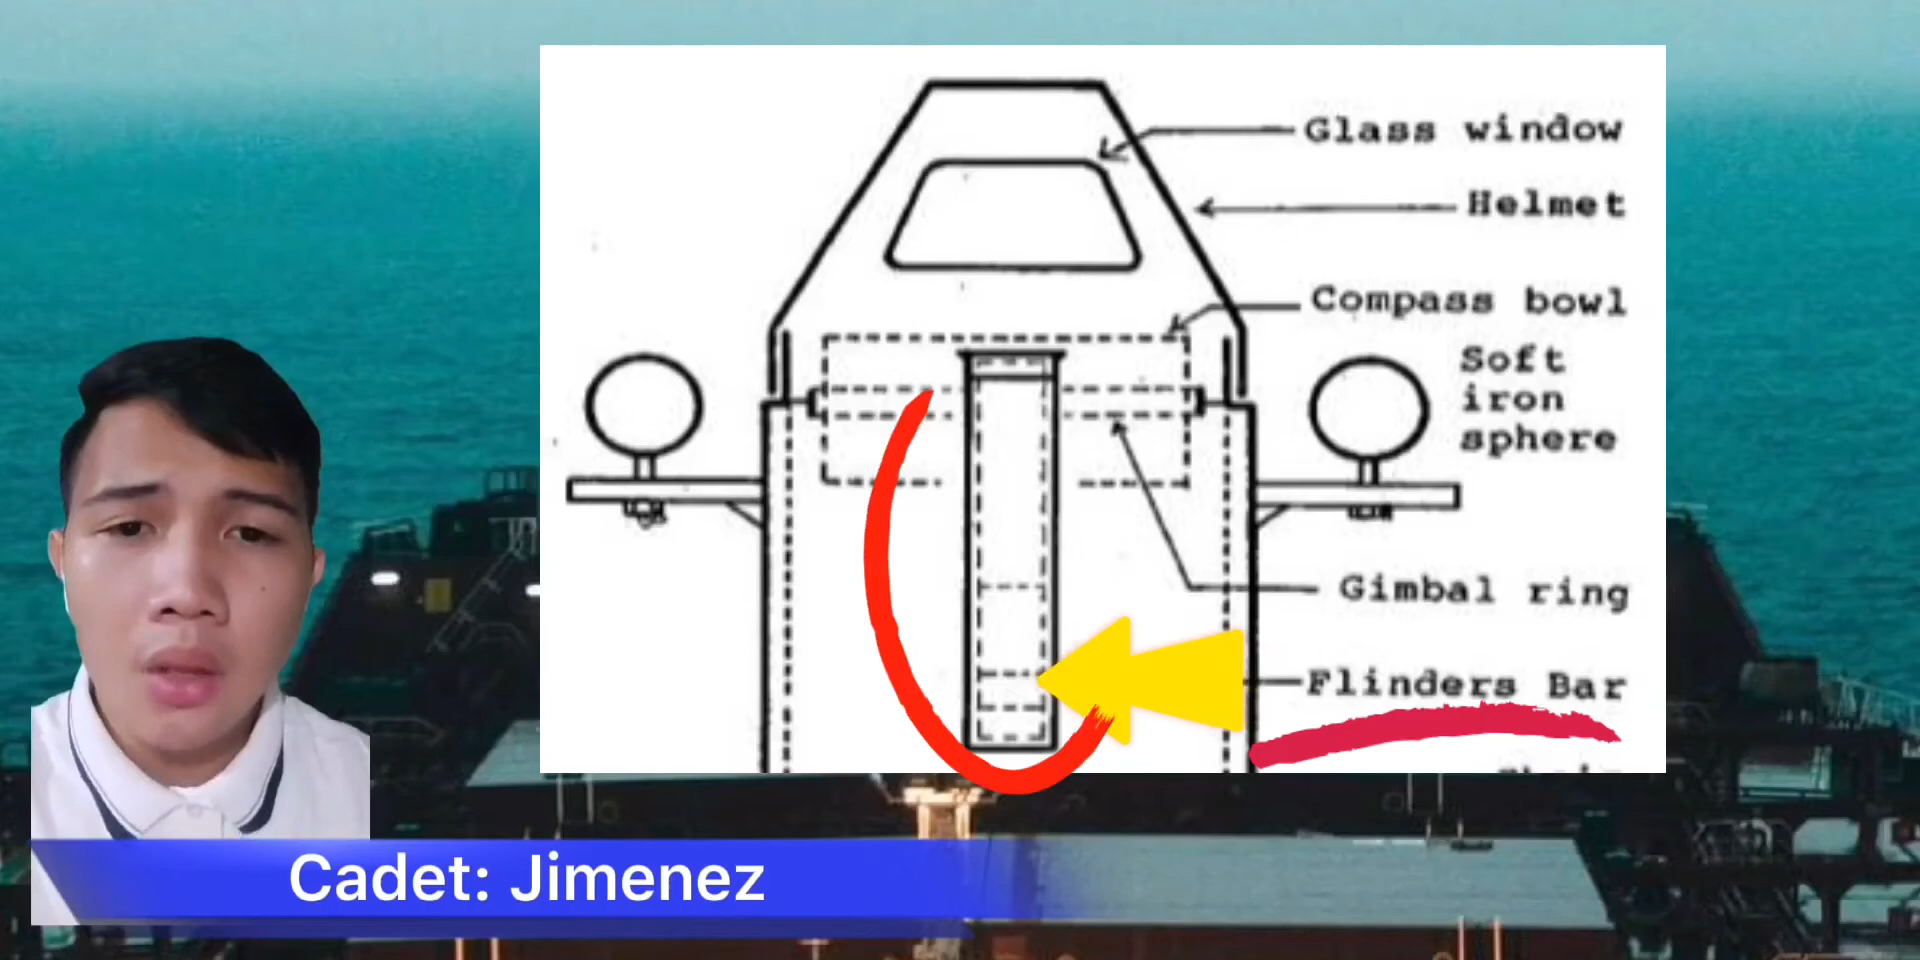 Glass window
Helmet
Compass bowl
Soft
iron
sphere
Gimbal ring
Flinders Bar
Cadet: Jimenez